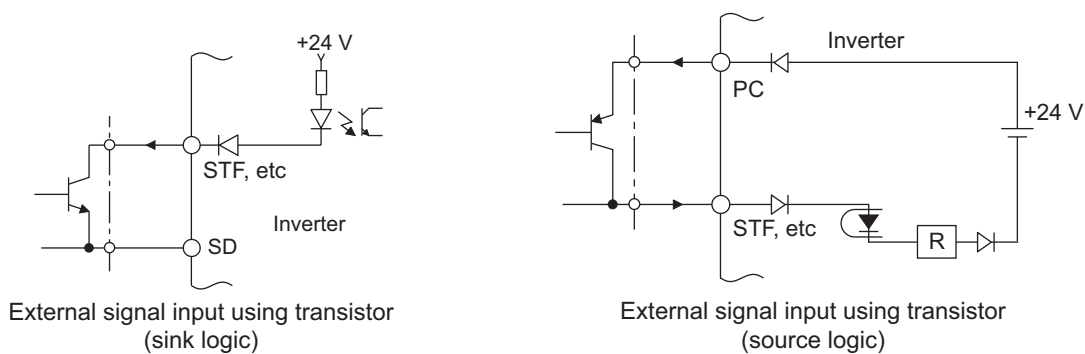 +24 V
STF, etc
Inverter
SD
External signal input using transistor
(sink logic)
Inverter
PC
+24 V
STF, etc
R
External signal input using transistor
(source logic)